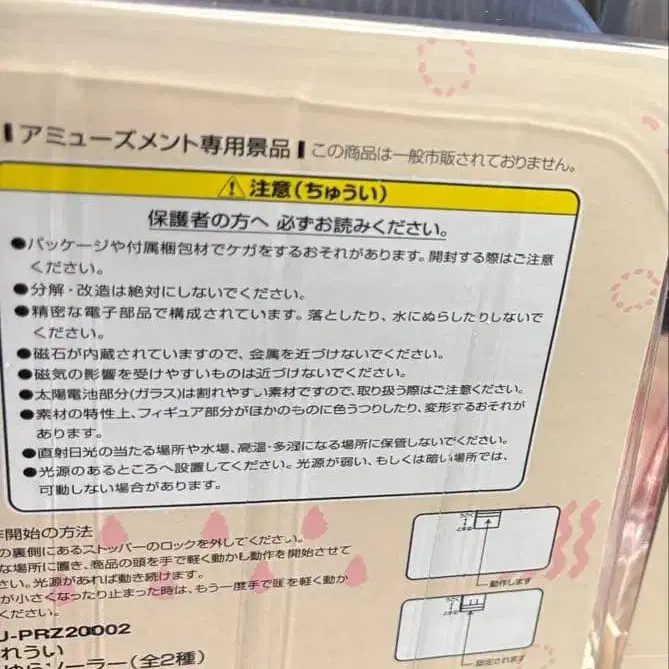 アミューズメント専用景品 この商品は一般市販されておりません。
注意(ちゅうい)
保護者の方へ 必ずお読みください。
●パッケージや付属梱包材でケガをするおそれがあります。開封する際はご注意
ください。
●分解・改造は絶対にしないでください。
●精密な電子部品で構成されています。落としたり、水にぬらしたりしないで
ください。
●磁石が内蔵されていますので、金属を近づけないでください。
●磁気の影響を受けやすいものは近づけないでください。
●太陽電池部分(ガラス)は割れやすい素材ですので、取り扱う際はご注意ください。
●素材の特性上、フィギュア部分がほかのものに色うつりしたり、変形するおそれが
あります。
●直射日光の当たる場所や水場、高温・多湿になる場所に保管しないでください。
●光源のあるところへ設置してください。光源が弱い、もしくは暗い場所では、
可動しない場合があります。
開始の方法
の裏側にあるストッパーのロックを外してください。
な場所に置き、商品の頭を手で軽く動かし動作を開始させて
さい。光源があれば動き続けます。
が小さくなったり止まった時は、もう一度手で頭を軽く動か
ください。
動作します
固定されます
J-PRZ20002
れうい
ゆらソーラー(全2種)